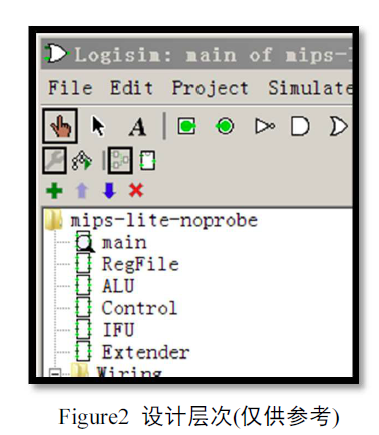 Logisim: main of mips-l
File Edit Project Simulate
A
mips-lite-noprobe
main
RegFile
ALU
Control
IFU
Extender
Wiring
Figure2 设计层次(仅供参考)